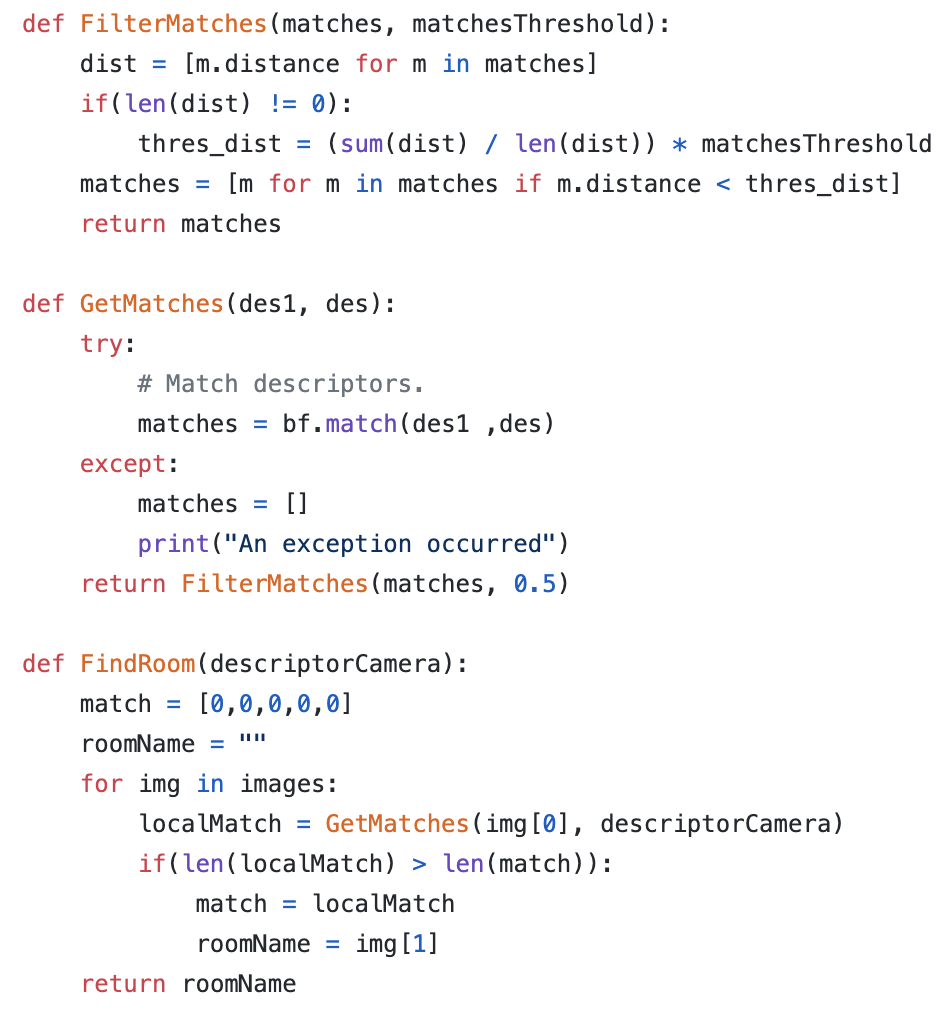 def FilterMatches(matches, matchesThreshold):
    dist = [m.distance for m in matches]
    if(len(dist) != 0):
        thres_dist = (sum(dist) / len(dist)) * matchesThreshold
    matches = [m for m in matches if m.distance < thres_dist]
    return matches

def GetMatches(des1, des):
    try:
        # Match descriptors.
        matches = bf.match(des1 ,des)
    except:
        matches = []
        print("An exception occurred")
    return FilterMatches(matches, 0.5)

def FindRoom(descriptorCamera):
    match = [0,0,0,0,0]
    roomName = ""
    for img in images:
        localMatch = GetMatches(img[0], descriptorCamera)
        if(len(localMatch) > len(match)):
            match = localMatch
            roomName = img[1]
    return roomName